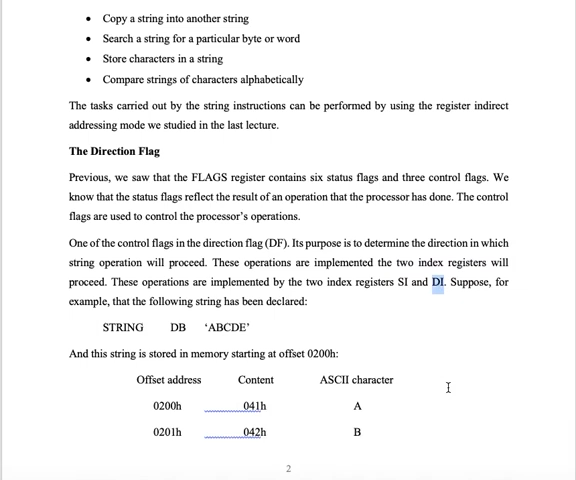 • Copy a string into another string
• Search a string for a particular byte or word
• Store characters in a string
• Compare strings of characters alphabetically
The tasks carried out by the string instructions can be performed by using the register indirect
addressing mode we studied in the last lecture.
The Direction Flag
Previous, we saw that the FLAGS register contains six status flags and three control flags. We
know that the status flags reflect the result of an operation that the processor has done. The control
flags are used to control the processor's operations.
One of the control flags in the direction flag (DF). Its purpose is to determine the direction in which
string operation will proceed. These operations are implemented the two index registers will
proceed. These operations are implemented by the two index registers SI and DI. Suppose, for
example, that the following string has been declared:
STRING DB ‘ABCDE’
And this string is stored in memory starting at offset 0200h:
Offset address Content ASCII character
0200h 041h A
0201h 042h B
2